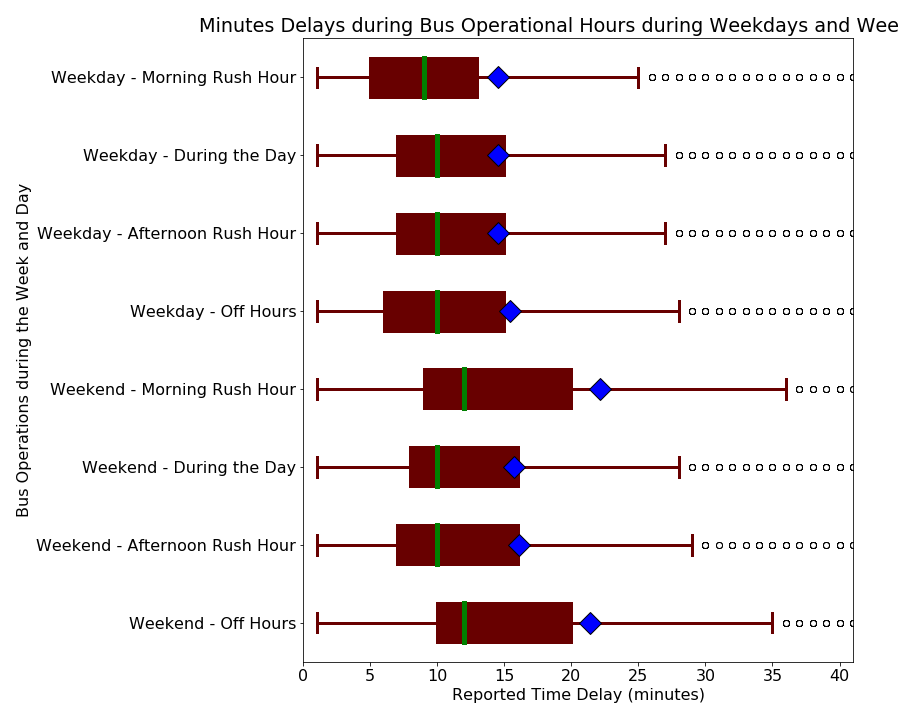 Minutes Delays during Bus Operational Hours during Weekdays and Wee
Bus Operations during the Week and Day
Weekday - Morning Rush Hour
Weekday - During the Day
Weekday - Afternoon Rush Hour
Weekday - Off Hours
Weekend - Morning Rush Hour
Weekend - During the Day
Weekend - Afternoon Rush Hour
Weekend - Off Hours
0 5 10 15 20 25 30 35 40
Reported Time Delay (minutes)